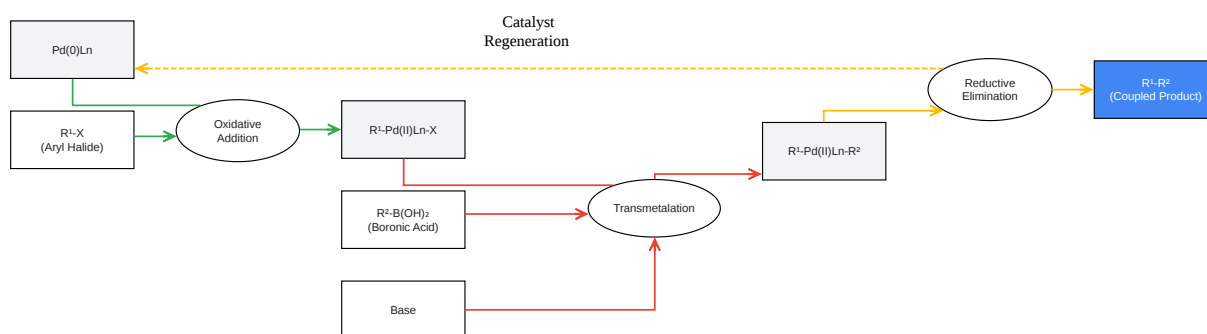 Catalyst
Regeneration
Pd(0)Ln
R¹-X
(Aryl Halide)
Oxidative
Addition
R¹-Pd(II)Ln-X
R²-B(OH)₂
(Boronic Acid)
Base
Transmetalation
R¹-Pd(II)Ln-R²
Reductive
Elimination
R¹-R²
(Coupled Product)